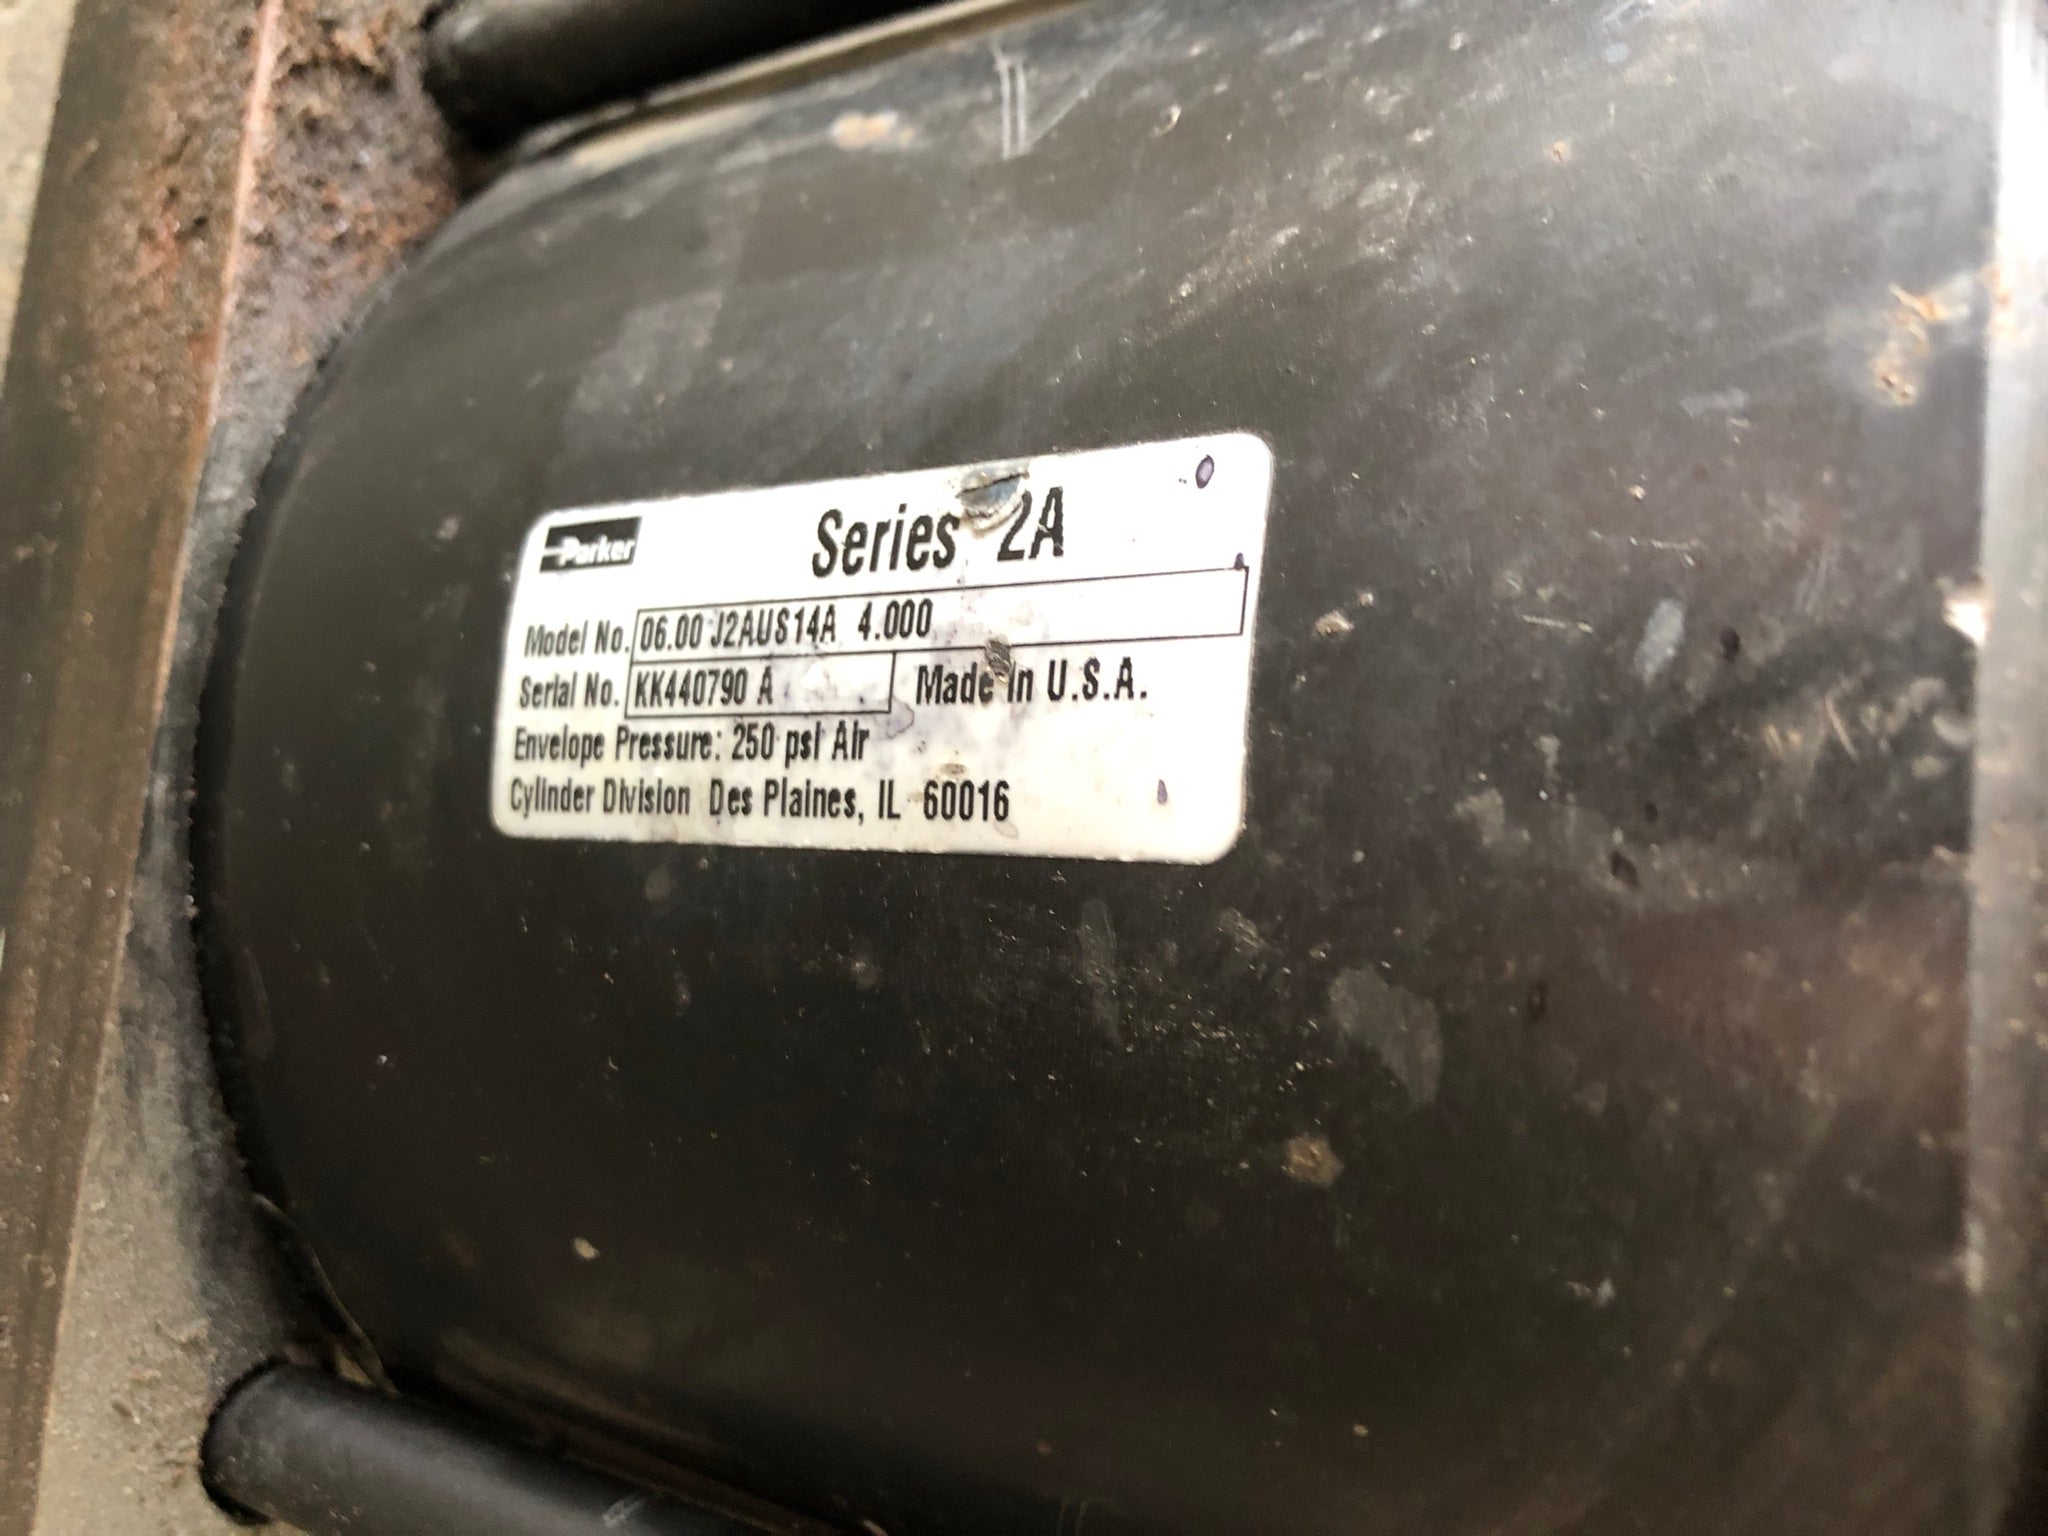 Parker
Series 2A
Model No. 06.00 J2AUS14A 4.000
Serial No. KK440790 A Made in U.S.A.
Envelope Pressure: 250 psi Air
Cylinder Division Des Plaines, IL 60016